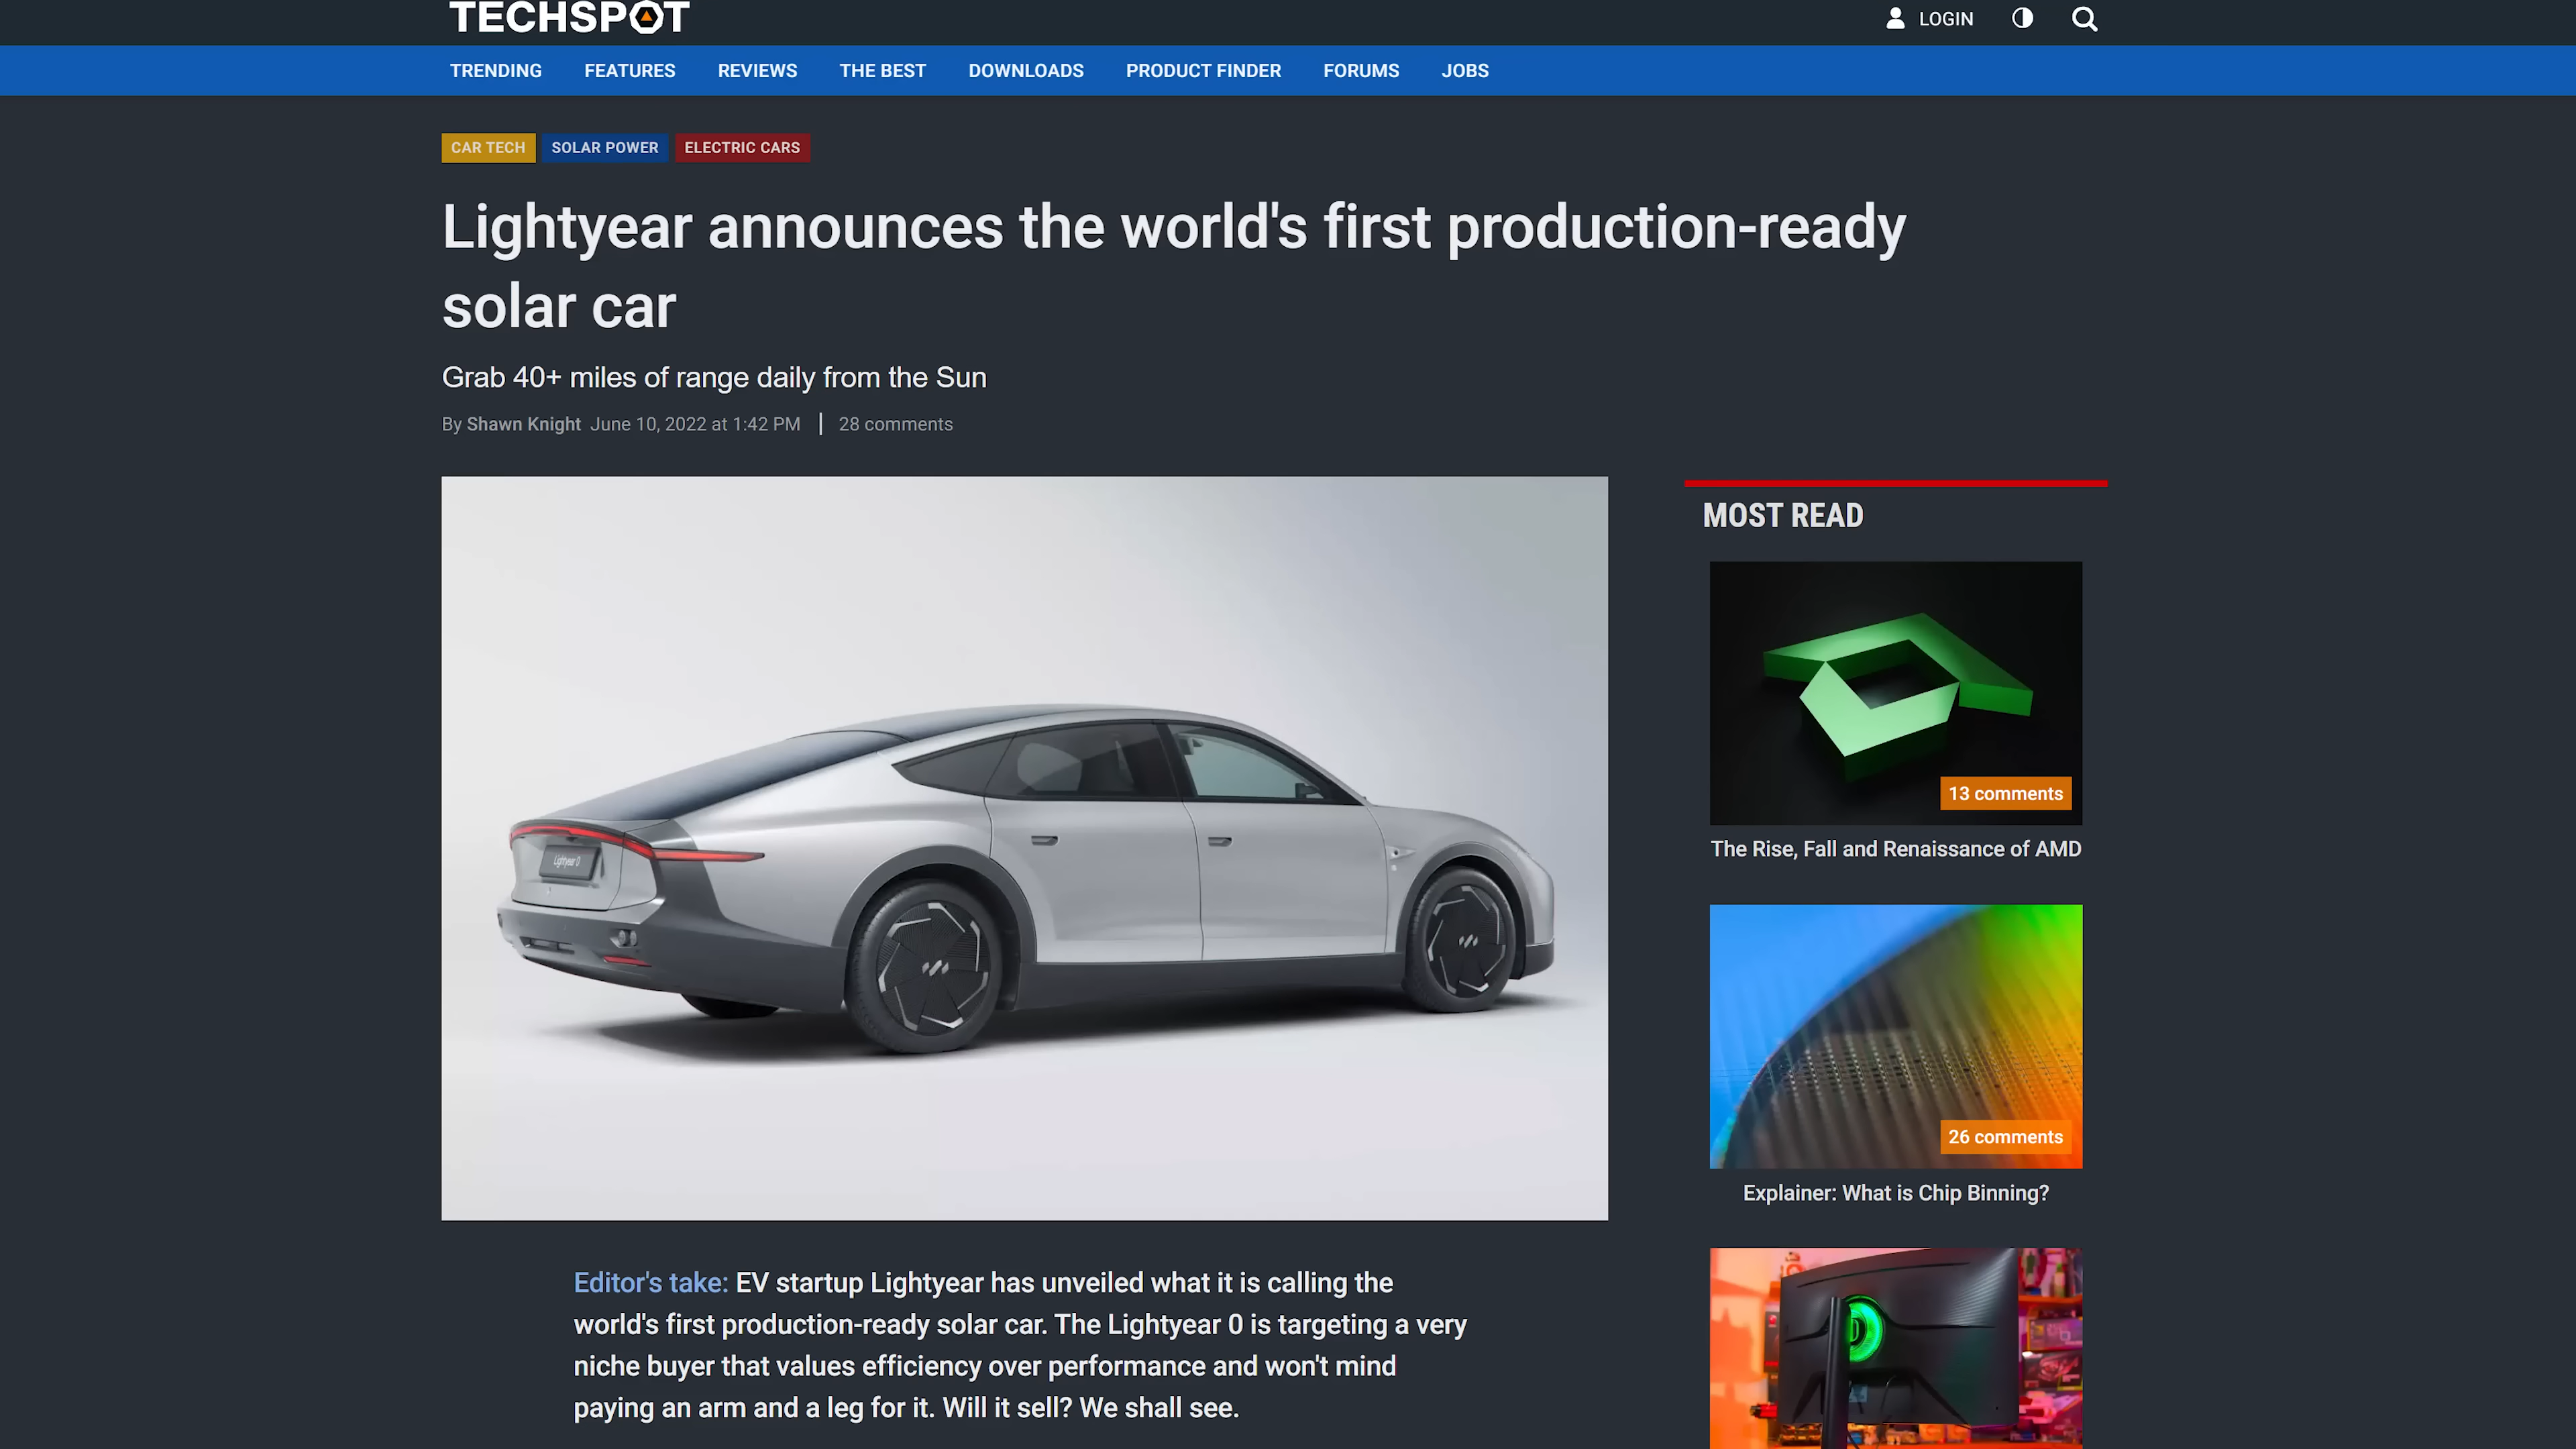 TECHSPOT
LOGIN
TRENDING FEATURES REVIEWS THE BEST DOWNLOADS PRODUCT FINDER FORUMS JOBS
CAR TECH SOLAR POWER ELECTRIC CARS
Lightyear announces the world's first production-ready
solar car
Grab 40+ miles of range daily from the Sun
By Shawn Knight June 10, 2022 at 1:42 PM | 28 comments
Lightyear 0
MOST READ
13 comments
The Rise, Fall and Renaissance of AMD
26 comments
Explainer: What is Chip Binning?
Editor's take: EV startup Lightyear has unveiled what it is calling the
world's first production-ready solar car. The Lightyear 0 is targeting a very
niche buyer that values efficiency over performance and won't mind
paying an arm and a leg for it. Will it sell? We shall see.